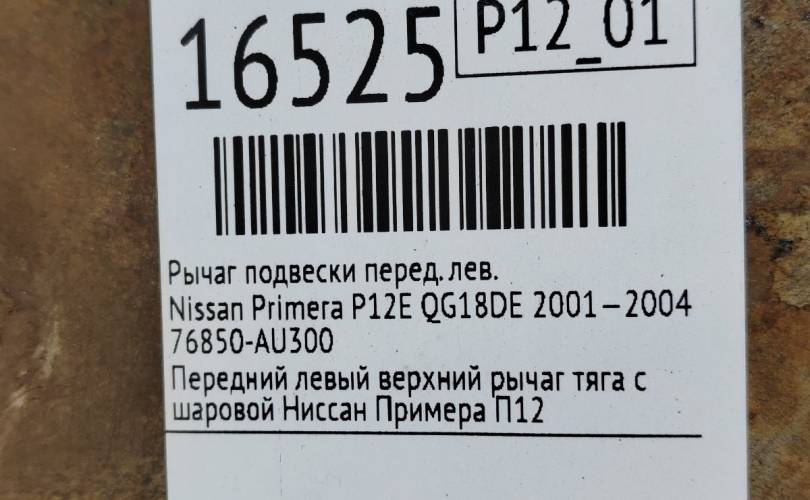 16525 P12_01
Рычаг подвески перед. лев.
Nissan Primera P12E QG18DE 2001–2004
76850-AU300
Передний левый верхний рычаг тяга с
шаровой Ниссан Примера П12